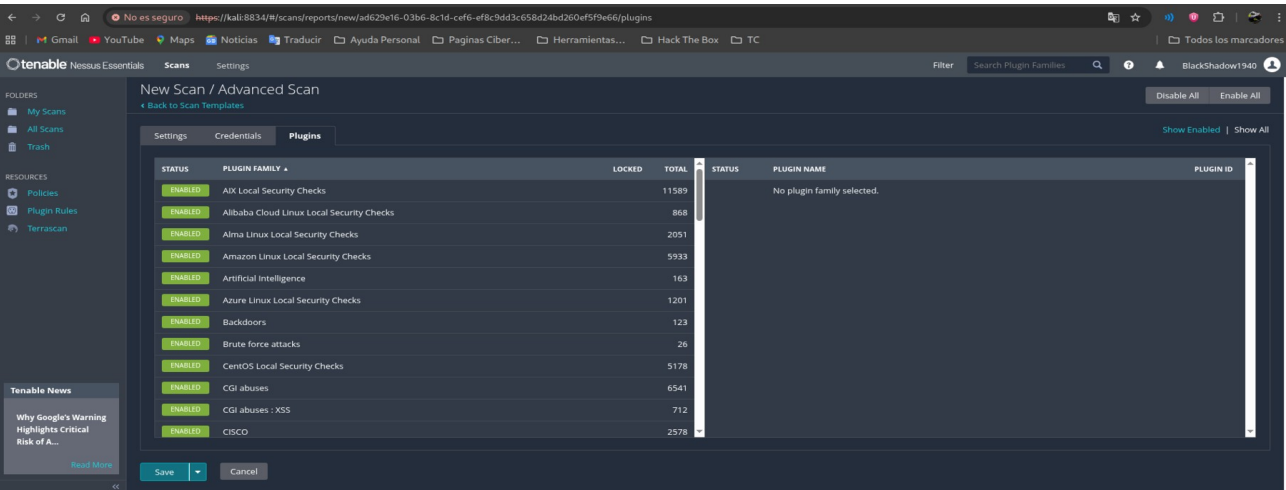 No es seguro https://kali:8834/#/scans/reports/new/ad629e16-03b6-8c1d-cef6-ef8c9dd3c658d24bd260ef5f9e66/plugins
Gmail YouTube Maps Noticias Traducir Ayuda Personal Paginas Ciber... Herramientas... Hack The Box TC Todos los marcadores
tenable Nessus Essentials Scans Settings Filter Search Plugin Families BlackShadow1940
FOLDERS
My Scans
All Scans
Trash
RESOURCES
Policies
Plugin Rules
Terrascan
Tenable News
Why Google's Warning
Highlights Critical
Risk of A...
Read More
New Scan / Advanced Scan
Back to Scan Templates
Disable All Enable All
Settings Credentials Plugins
Show Enabled | Show All
STATUS PLUGIN FAMILY LOCKED TOTAL STATUS PLUGIN NAME PLUGIN ID
ENABLED AIX Local Security Checks 11589 No plugin family selected.
ENABLED Alibaba Cloud Linux Local Security Checks 868
ENABLED Alma Linux Local Security Checks 2051
ENABLED Amazon Linux Local Security Checks 5933
ENABLED Artificial Intelligence 163
ENABLED Azure Linux Local Security Checks 1201
ENABLED Backdoors 123
ENABLED Brute force attacks 26
ENABLED CentOS Local Security Checks 5178
ENABLED CGI abuses 6541
ENABLED CGI abuses : XSS 712
ENABLED CISCO 2578
Save Cancel